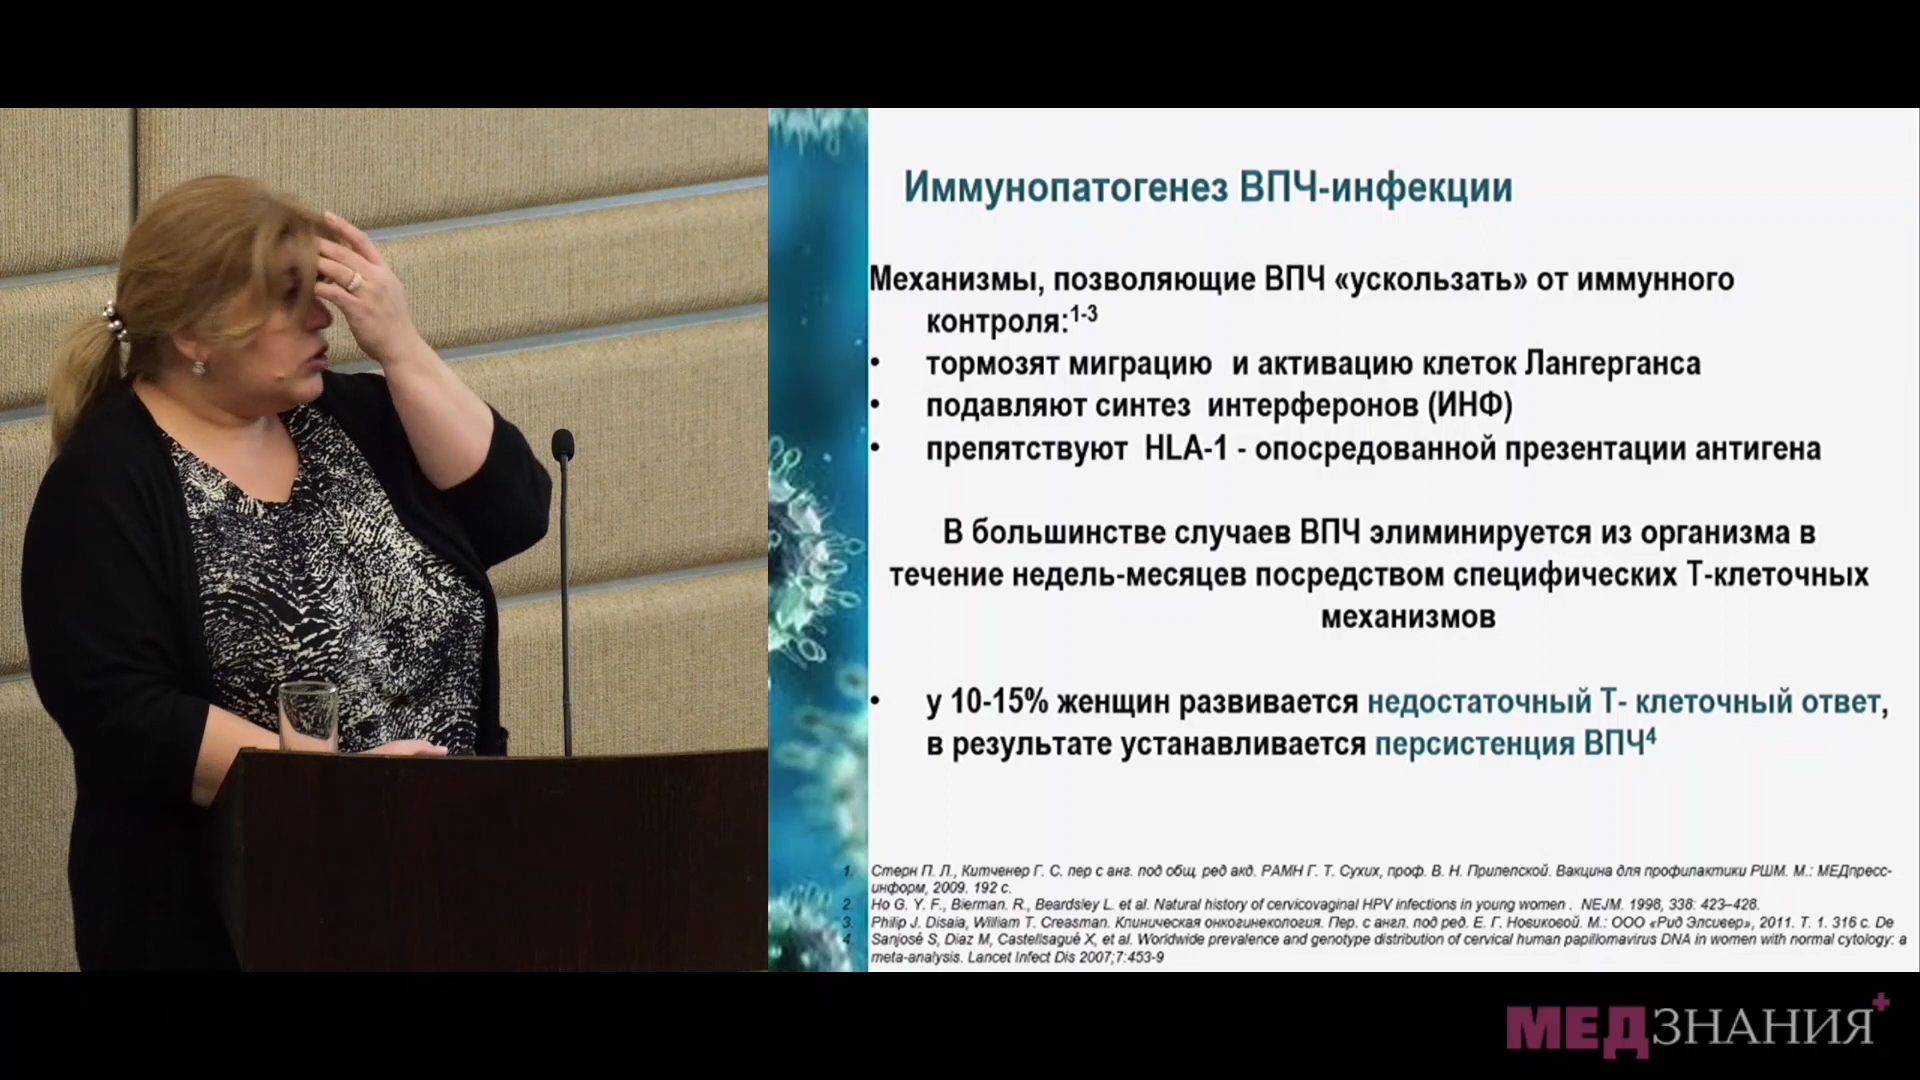 Иммунопатогенез ВПЧ-инфекции
Механизмы, позволяющие ВПЧ «ускользать» от иммунного
контроля:1-3
• тормозят миграцию и активацию клеток Лангерганса
• подавляют синтез интерферонов (ИНФ)
• препятствуют HLA-1 - опосредованной презентации антигена
В большинстве случаев ВПЧ элиминируется из организма в
течение недель-месяцев посредством специфических Т-клеточных
механизмов
• у 10-15% женщин развивается недостаточный Т- клеточный ответ,
в результате устанавливается персистенция ВПЧ4
1. Стерн П. Л., Китченер Г. С. пер с анг. под общ. ред акд. РАМН Г. Т. Сухих, проф. В. Н. Прилепской. Вакцина для профилактики РШМ. М.: МЕДпресс-
информ, 2009. 192 с.
2. Ho G. Y. F., Bierman. R., Beardsley L. et al. Natural history of cervicovaginal HPV infections in young women . NEJM. 1998, 338: 423–428.
3. Philip J. Disaia, William T. Creasman. Клиническая онкогинекология. Пер. с англ. под ред. Е. Г. Новиковой. М.: ООО «Рид Элсивер», 2011. Т. 1. 316 с. De
4. Sanjosé S, Diaz M, Castellsagué X, et al. Worldwide prevalence and genotype distribution of cervical human papillomavirus DNA in women with normal cytology: a
meta-analysis. Lancet Infect Dis 2007;7:453-9
МЕДЗНАНИЯ+